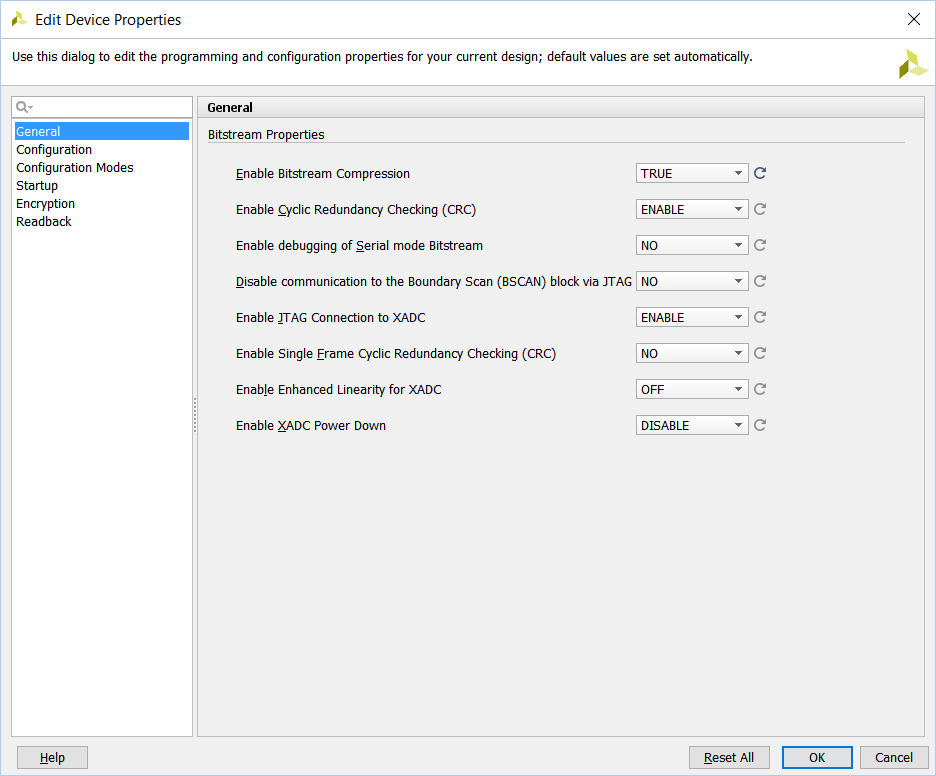 Edit Device Properties
Use this dialog to edit the programming and configuration properties for your current design; default values are set automatically.
General
Configuration
Configuration Modes
Startup
Encryption
Readback
General
Bitstream Properties
Enable Bitstream Compression TRUE
Enable Cyclic Redundancy Checking (CRC) ENABLE
Enable debugging of Serial mode Bitstream NO
Disable communication to the Boundary Scan (BSCAN) block via JTAG NO
Enable JTAG Connection to XADC ENABLE
Enable Single Frame Cyclic Redundancy Checking (CRC) NO
Enable Enhanced Linearity for XADC OFF
Enable XADC Power Down DISABLE
Help Reset All OK Cancel